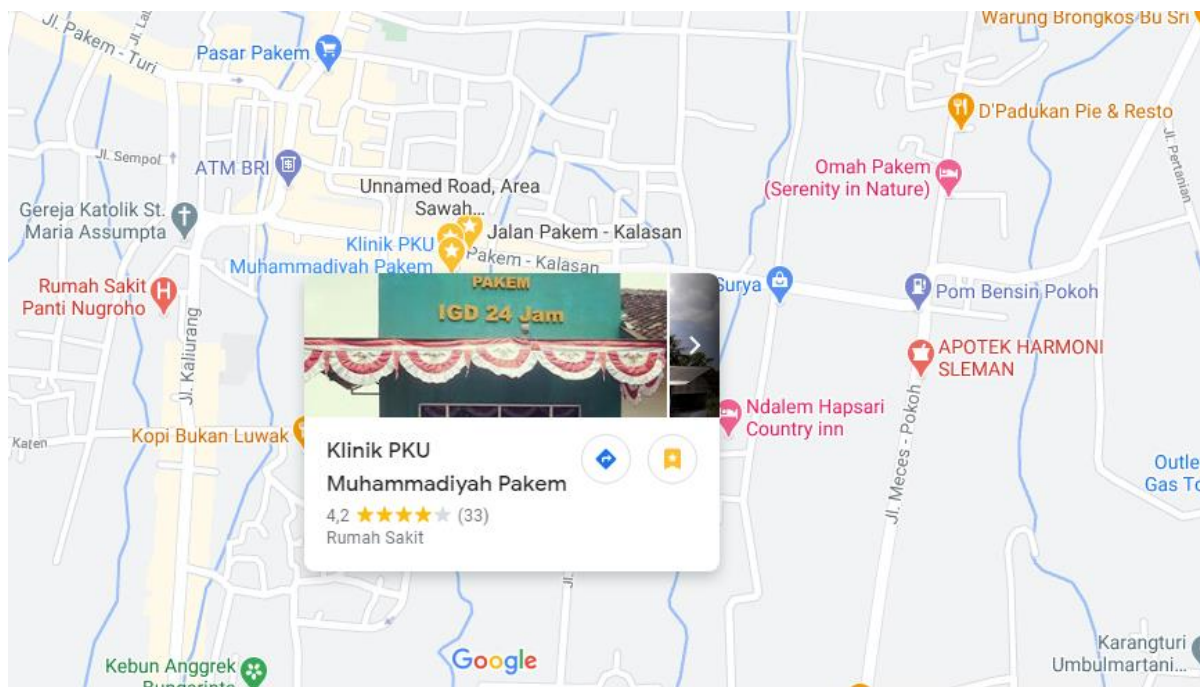 Warung Brongkos Bu Sri
Jl. Pakem - Turi
Pasar Pakem
D'Padukan Pie & Resto
Jl. Pertanian
Jl. Sempol
ATM BRI
Omah Pakem
(Serenity in Nature)
Unnamed Road, Area
Sawah...
Gereja Katolik St.
Maria Assumpta
Jalan Pakem - Kalasan
Klinik PKU
Muhammadiyah Pakem
Pakem - Kalasan
Rumah Sakit
Panti Nugroho
Surya
Pom Bensin Pokoh
PAKEM
IGD 24 Jam
APOTEK HARMONI
SLEMAN
Jl. Kaliurang
Ndalem Hapsari
Country inn
Jl. Meces - Pokoh
Katen
Kopi Bukan Luwak
Klinik PKU
Muhammadiyah Pakem
4,2 (33)
Rumah Sakit
Outle
Gas To
Jl.
Google
Karangturi
Umbulmartani...
Kebun Anggrek